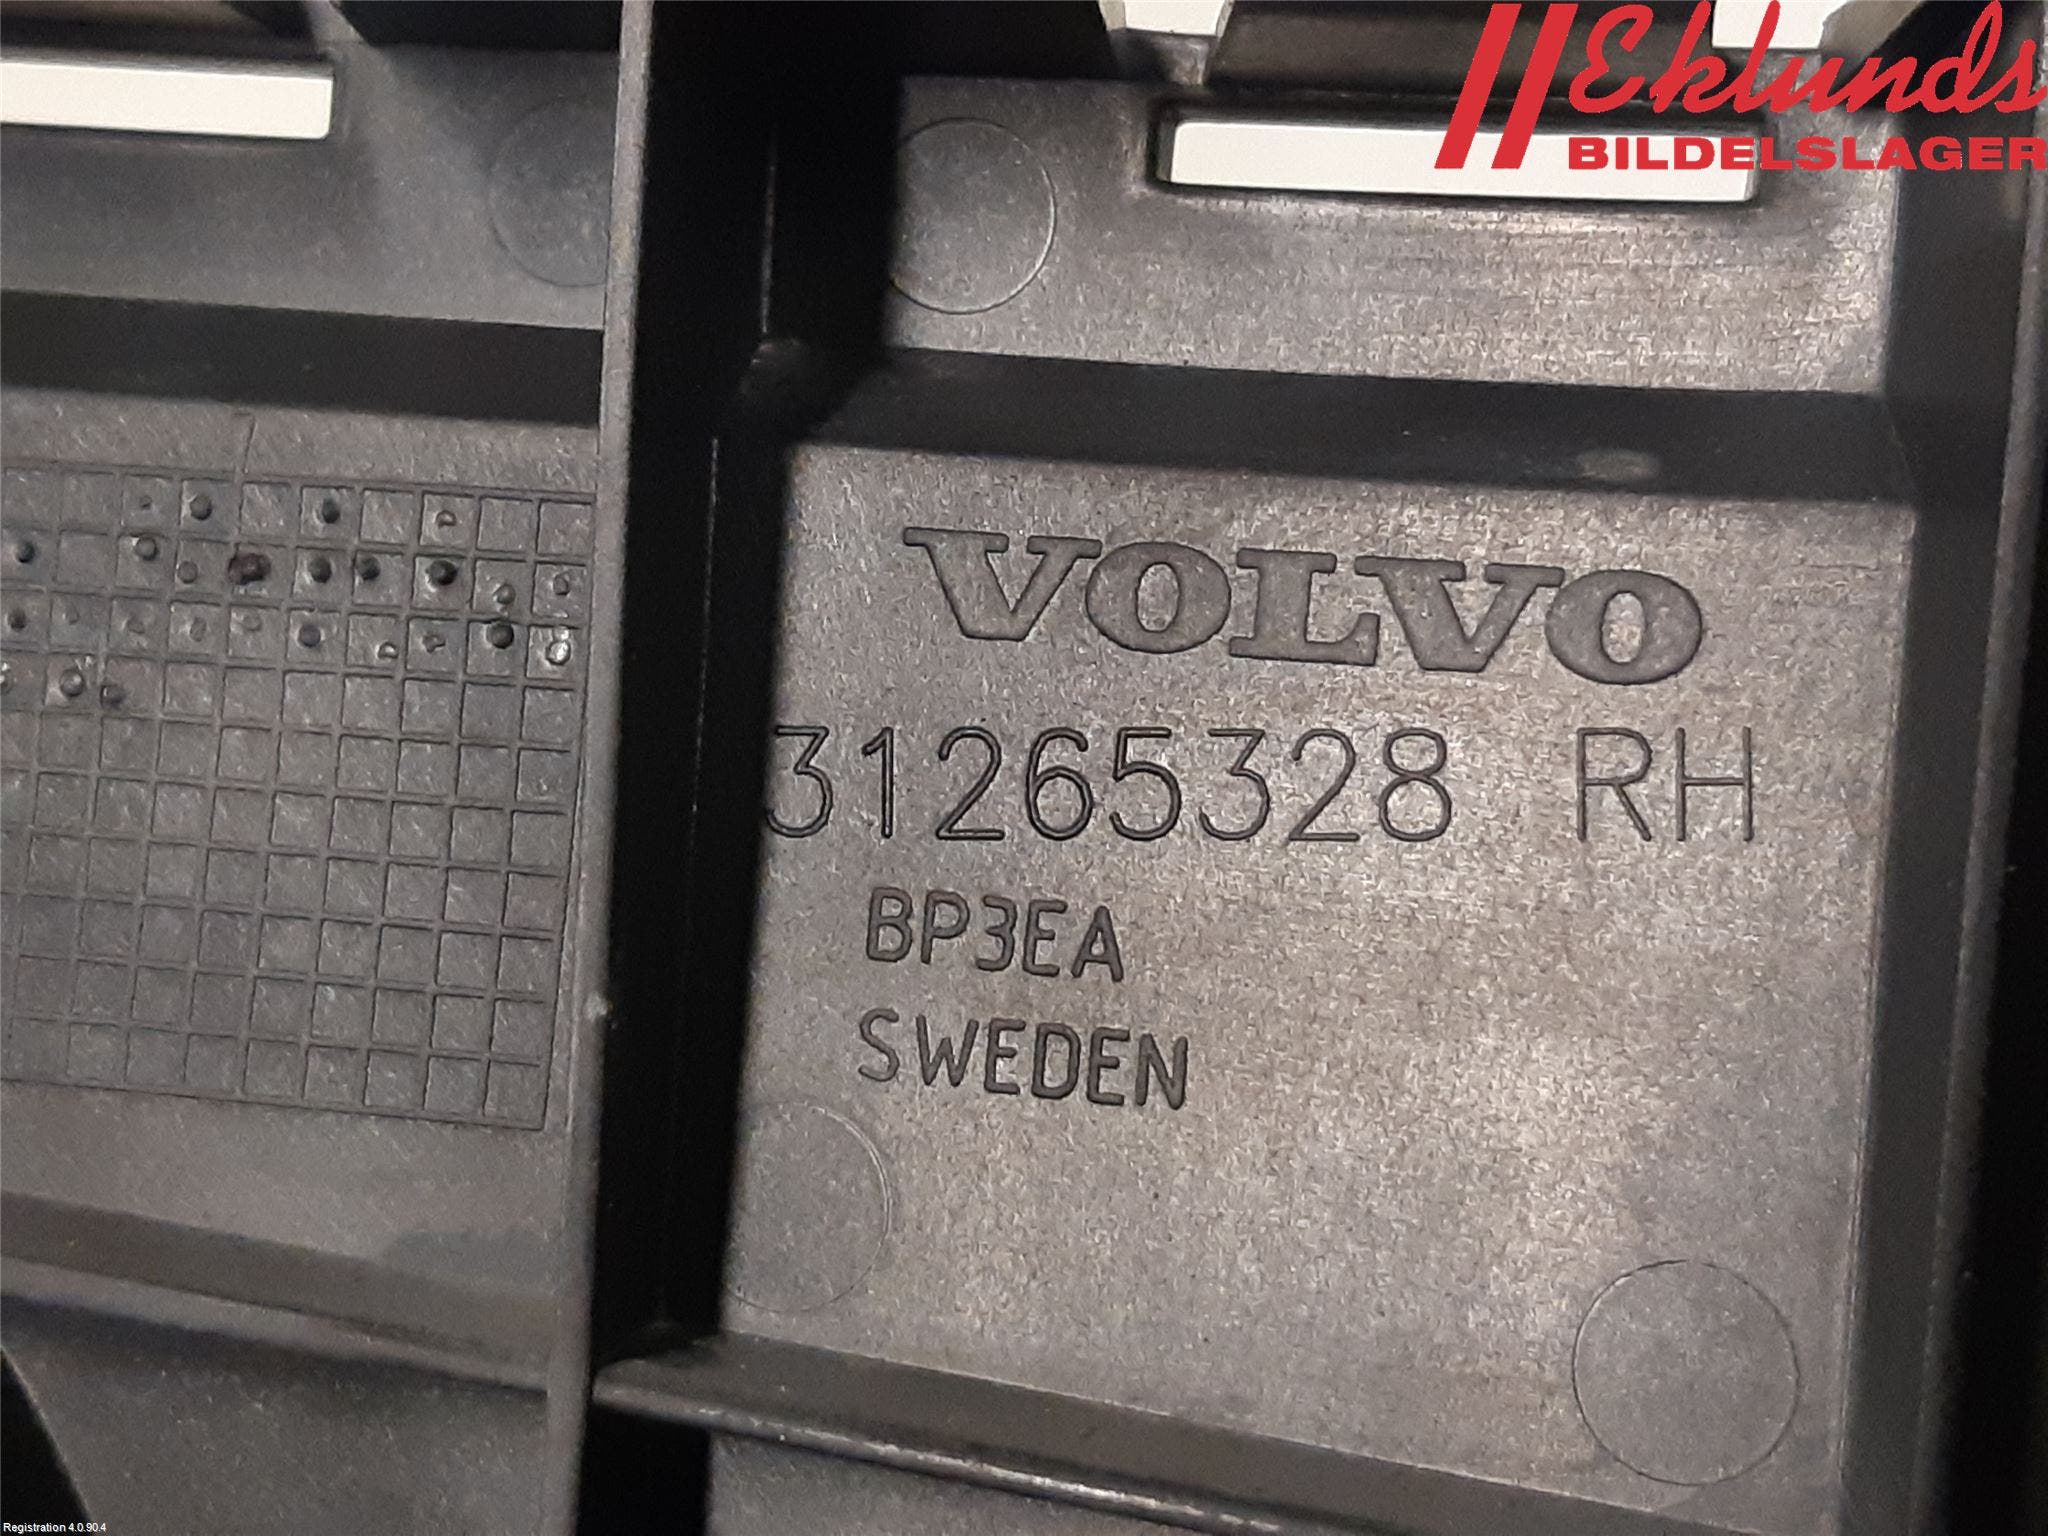 Eklunds
BILDELSLAGER
VOLVO
31265328 RH
BP3EA
SWEDEN
Registration 4.0.90.4